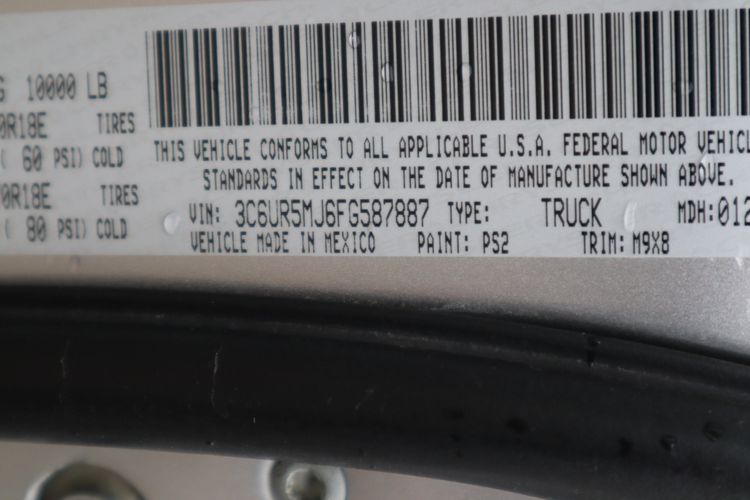 G 10000 LB
0R18E TIRES
( 60 PSI) COLD
0R18E TIRES
( 80 PSI) COLD
THIS VEHICLE CONFORMS TO ALL APPLICABLE U.S.A. FEDERAL MOTOR VEHICL
STANDARDS IN EFFECT ON THE DATE OF MANUFACTURE SHOWN ABOVE.
VIN: 3C6UR5MJ6FG587887 TYPE: TRUCK MDH:012
VEHICLE MADE IN MEXICO PAINT: PS2 TRIM: M9X8